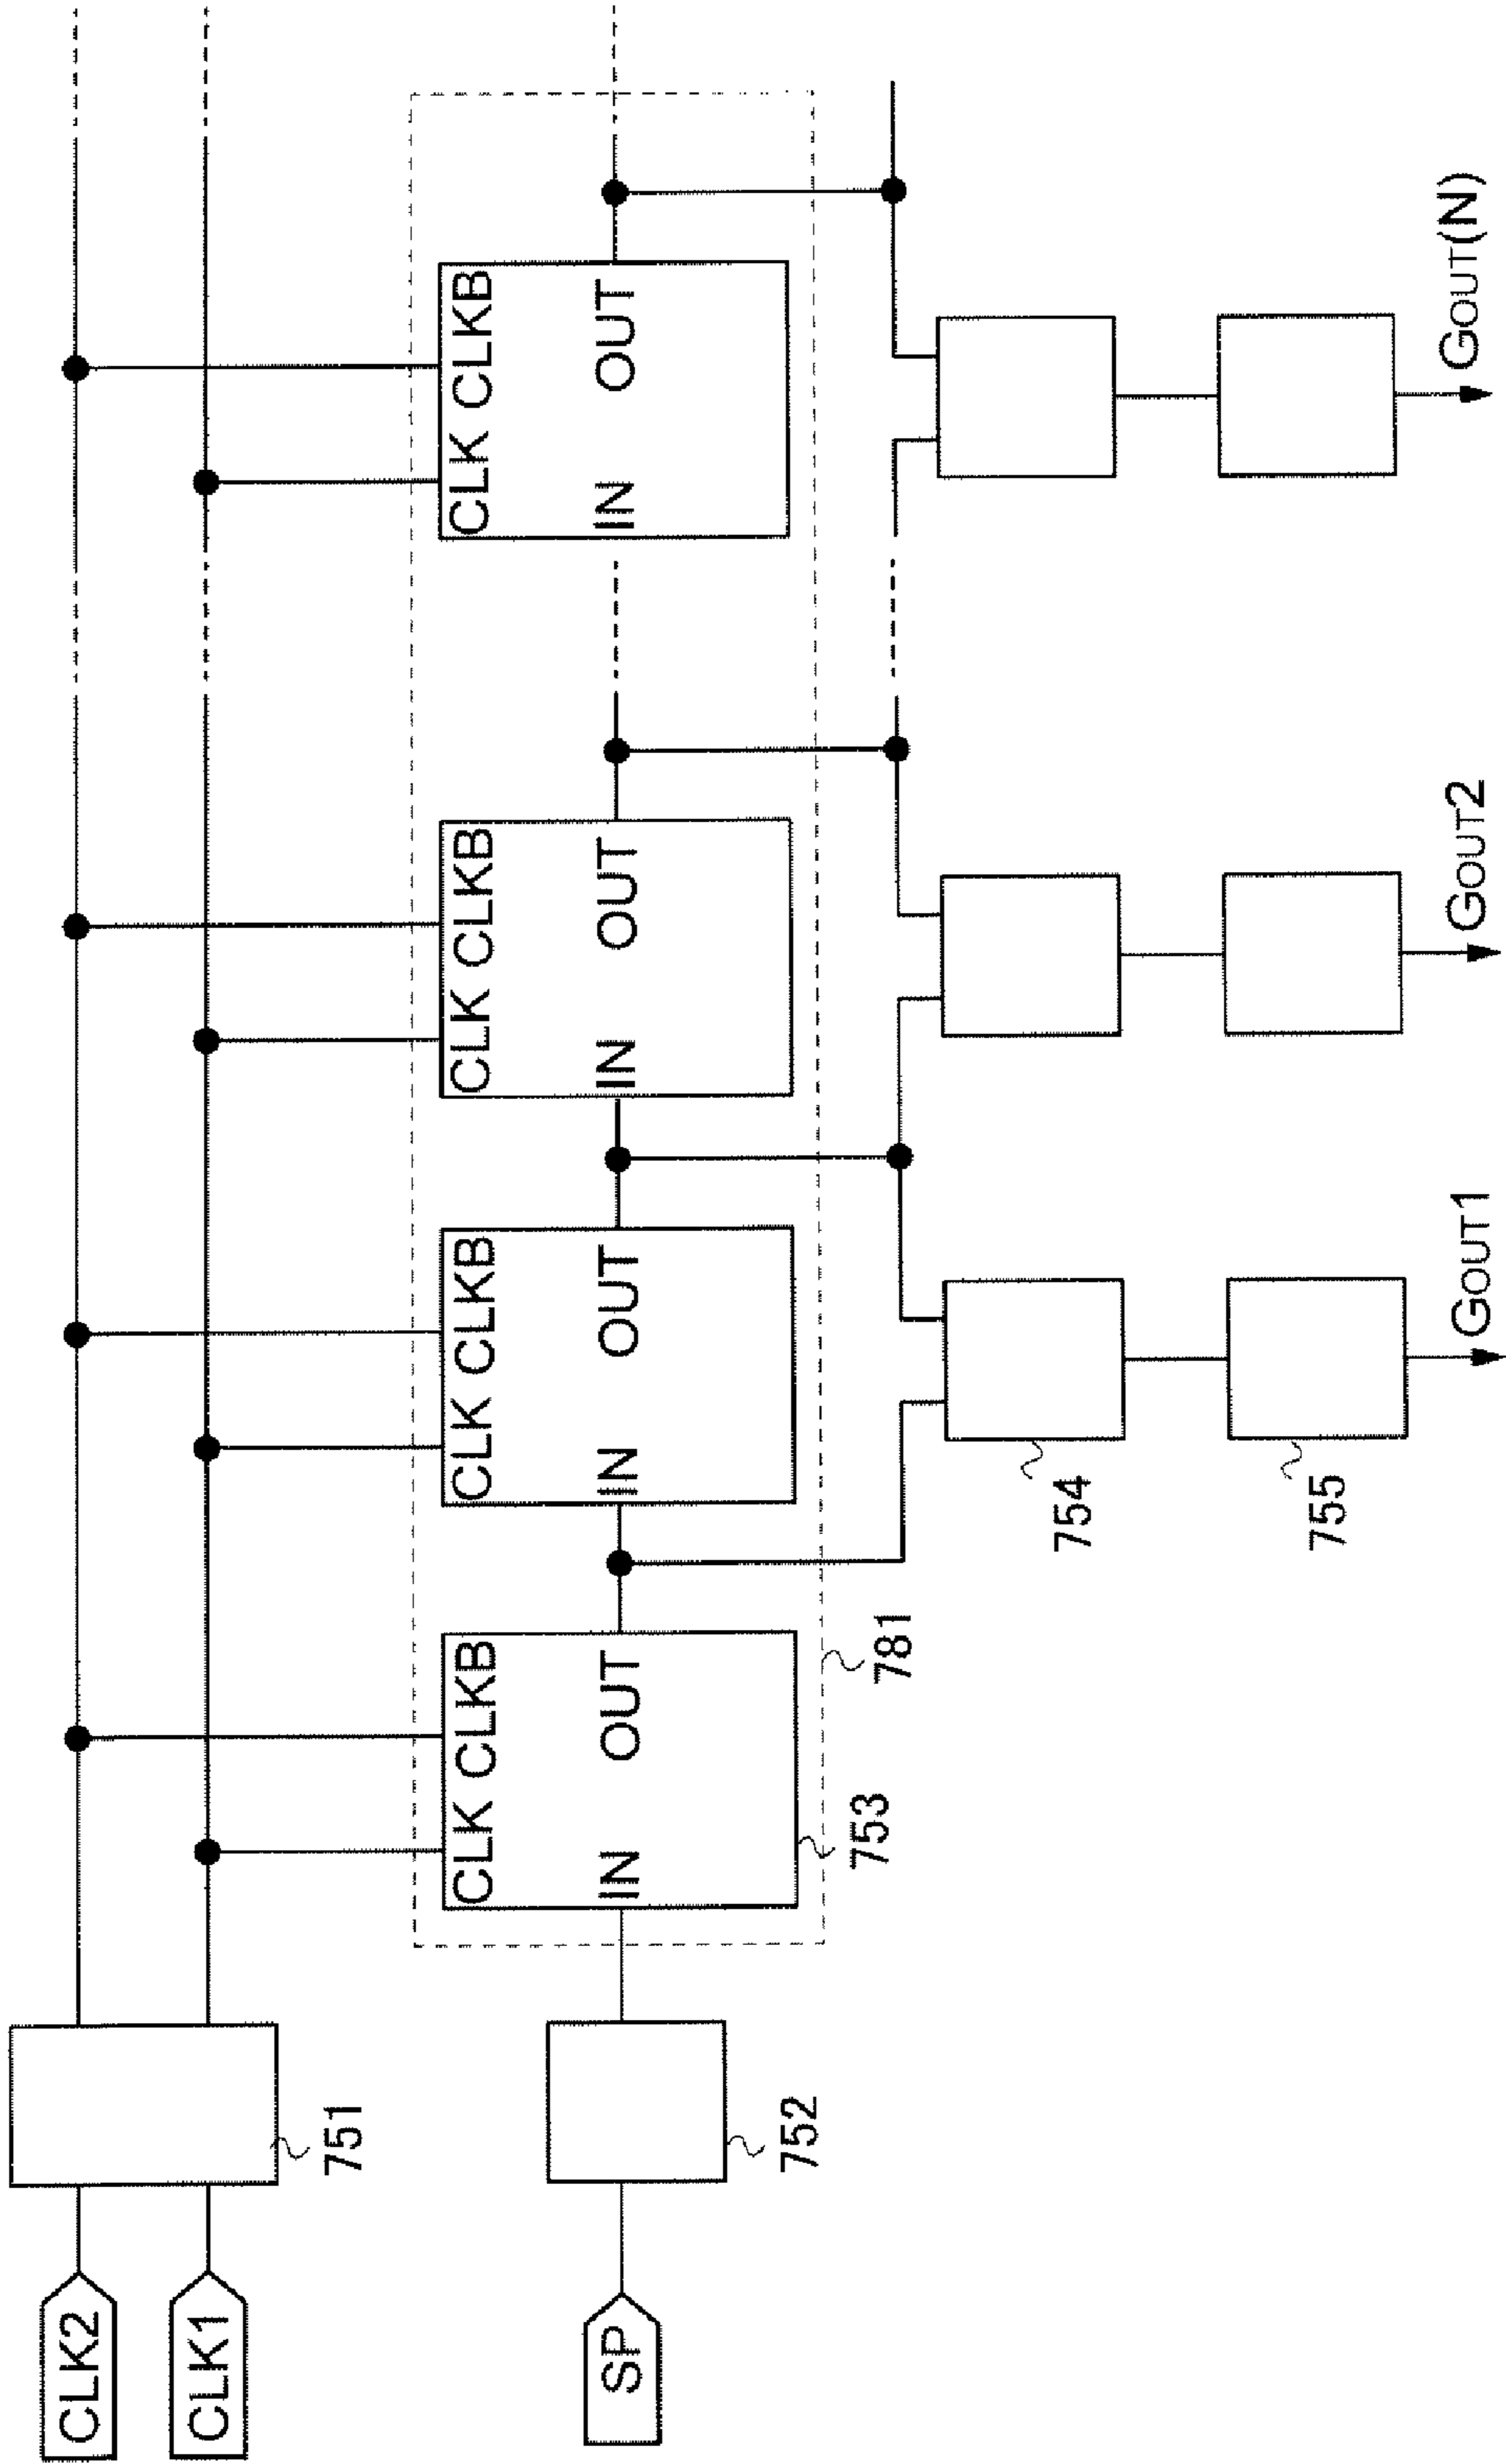 CLK2
CLK1
SP
751
752
CLK CLKB
IN OUT
753
CLK CLKB
IN OUT
CLK CLKB
IN OUT
CLK CLKB
IN OUT
781
754
755
GOUT1
GOUT2
GOUT(N)